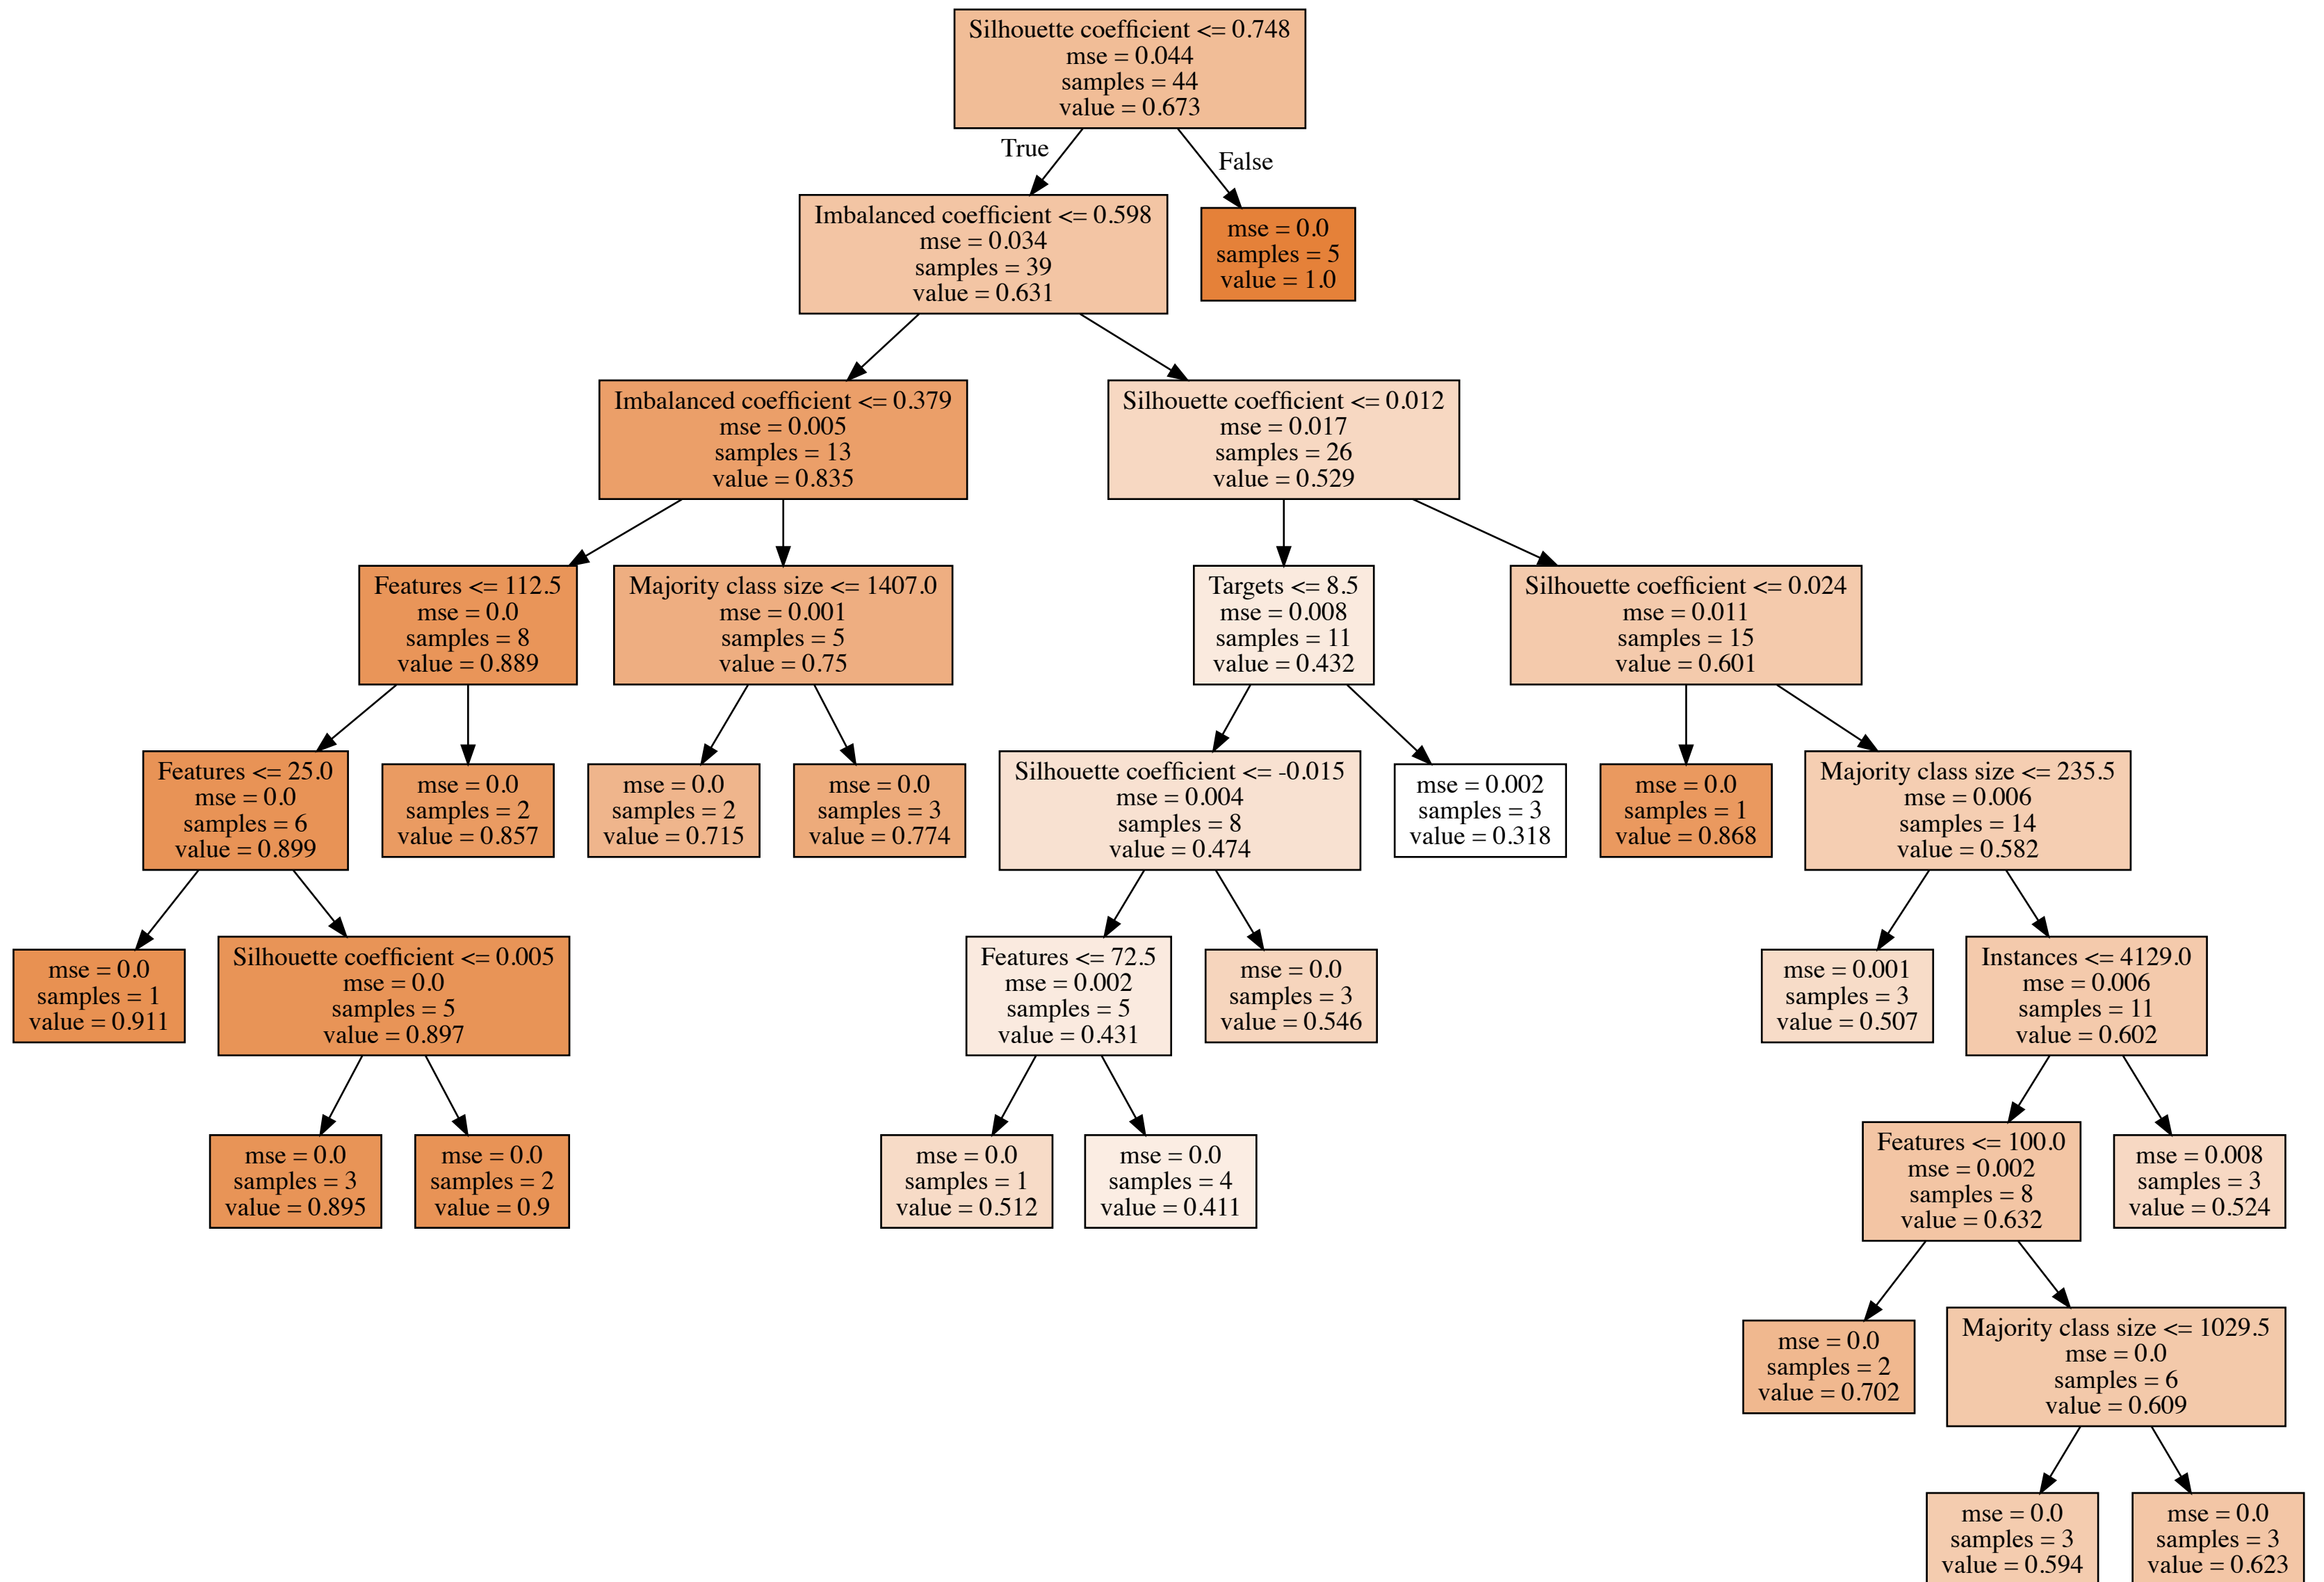 Silhouette coefficient <= 0.748
mse = 0.044
samples = 44
value = 0.673
True
False
Imbalanced coefficient <= 0.598
mse = 0.034
samples = 39
value = 0.631
mse = 0.0
samples = 5
value = 1.0
Imbalanced coefficient <= 0.379
mse = 0.005
samples = 13
value = 0.835
Silhouette coefficient <= 0.012
mse = 0.017
samples = 26
value = 0.529
Features <= 112.5
mse = 0.0
samples = 8
value = 0.889
Majority class size <= 1407.0
mse = 0.001
samples = 5
value = 0.75
Targets <= 8.5
mse = 0.008
samples = 11
value = 0.432
Silhouette coefficient <= 0.024
mse = 0.011
samples = 15
value = 0.601
Features <= 25.0
mse = 0.0
samples = 6
value = 0.899
mse = 0.0
samples = 2
value = 0.857
mse = 0.0
samples = 2
value = 0.715
mse = 0.0
samples = 3
value = 0.774
Silhouette coefficient <= -0.015
mse = 0.004
samples = 8
value = 0.474
mse = 0.002
samples = 3
value = 0.318
mse = 0.0
samples = 1
value = 0.868
Majority class size <= 235.5
mse = 0.006
samples = 14
value = 0.582
mse = 0.0
samples = 1
value = 0.911
Silhouette coefficient <= 0.005
mse = 0.0
samples = 5
value = 0.897
Features <= 72.5
mse = 0.002
samples = 5
value = 0.431
mse = 0.0
samples = 3
value = 0.546
mse = 0.001
samples = 3
value = 0.507
Instances <= 4129.0
mse = 0.006
samples = 11
value = 0.602
mse = 0.0
samples = 3
value = 0.895
mse = 0.0
samples = 2
value = 0.9
mse = 0.0
samples = 1
value = 0.512
mse = 0.0
samples = 4
value = 0.411
Features <= 100.0
mse = 0.002
samples = 8
value = 0.632
mse = 0.008
samples = 3
value = 0.524
mse = 0.0
samples = 2
value = 0.702
Majority class size <= 1029.5
mse = 0.0
samples = 6
value = 0.609
mse = 0.0
samples = 3
value = 0.594
mse = 0.0
samples = 3
value = 0.623